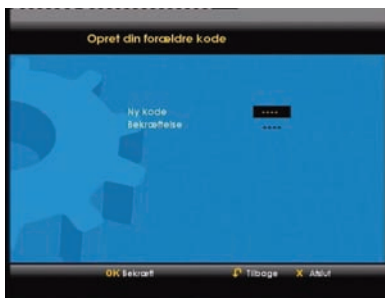 Opret din forældre kode
Ny kode ----
Bekræftelse ----
OK Bekræft Tilbage X Afslut